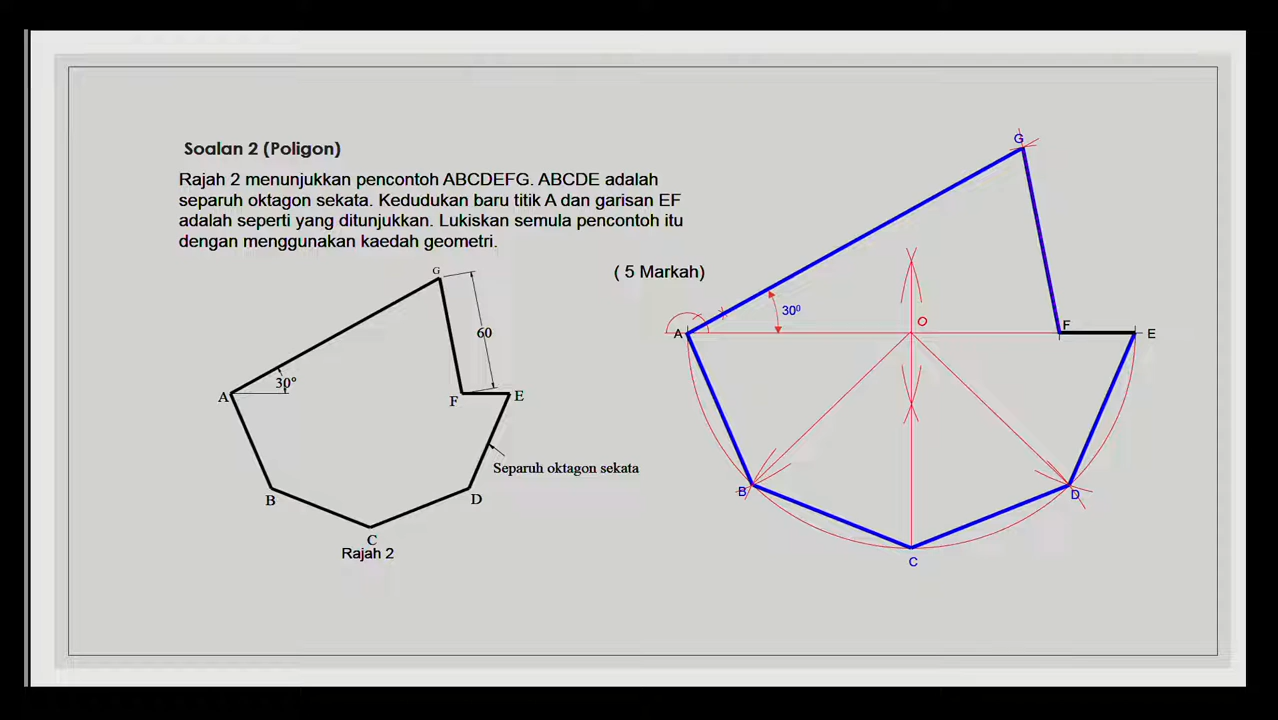 Soalan 2 (Poligon)
Rajah 2 menunjukkan pencontoh ABCDEFG. ABCDE adalah
separuh oktagon sekata. Kedudukan baru titik A dan garisan EF
adalah seperti yang ditunjukkan. Lukiskan semula pencontoh itu
dengan menggunakan kaedah geometri.
( 5 Markah)
G
60
30°
A
F
E
Separuh oktagon sekata
B
D
C
Rajah 2
G
30⁰
O
A
F
E
B
D
C